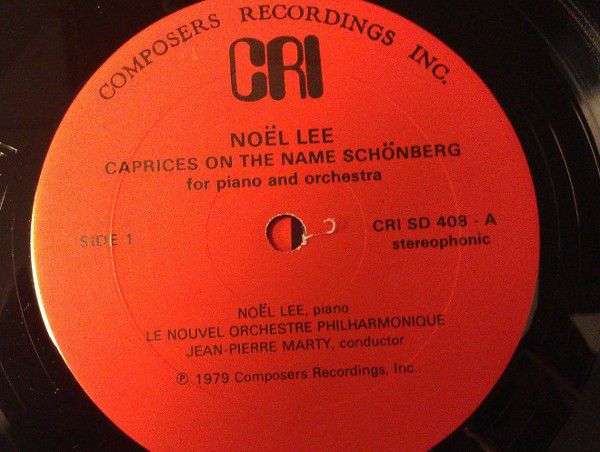 COMPOSERS RECORDINGS INC.
CRI
NOËL LEE
CAPRICES ON THE NAME SCHÖNBERG
for piano and orchestra
SIDE 1
CRI SD 408 - A
stereophonic
NOËL LEE, piano
LE NOUVEL ORCHESTRE PHILHARMONIQUE
JEAN-PIERRE MARTY, conductor
℗ 1979 Composers Recordings, Inc.